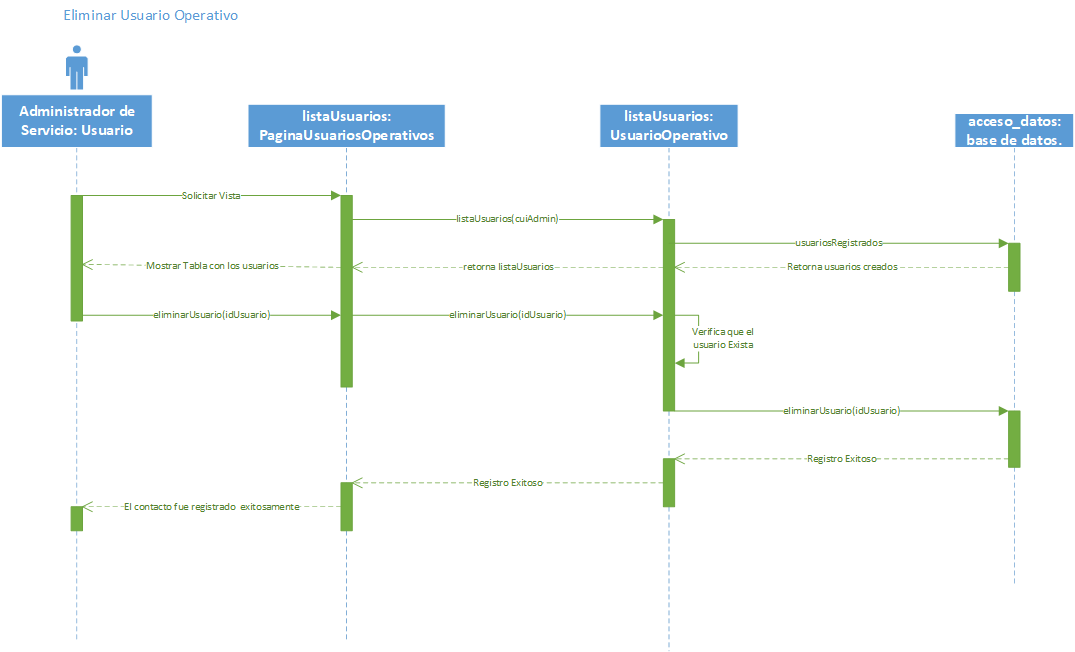 Eliminar Usuario Operativo
Administrador de
Servicio: Usuario
listaUsuarios:
PaginaUsuariosOperativos
listaUsuarios:
UsuarioOperativo
acceso_datos:
base de datos.
Solicitar Vista
listaUsuarios(cuiAdmin)
usuariosRegistrados
Mostrar Tabla con los usuarios
retorna listaUsuarios
Retorna usuarios creados
eliminarUsuario(idUsuario)
eliminarUsuario(idUsuario)
Verifica que el
usuario Exista
eliminarUsuario(idUsuario)
Registro Exitoso
Registro Exitoso
El contacto fue registrado exitosamente